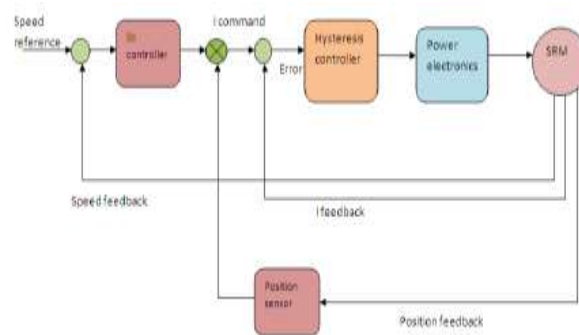 Speed
reference
controller
i command
Error
Hysteresis
controller
Power
electronics
SRM
Speed feedback
I feedback
Position
sensor
Position feedback